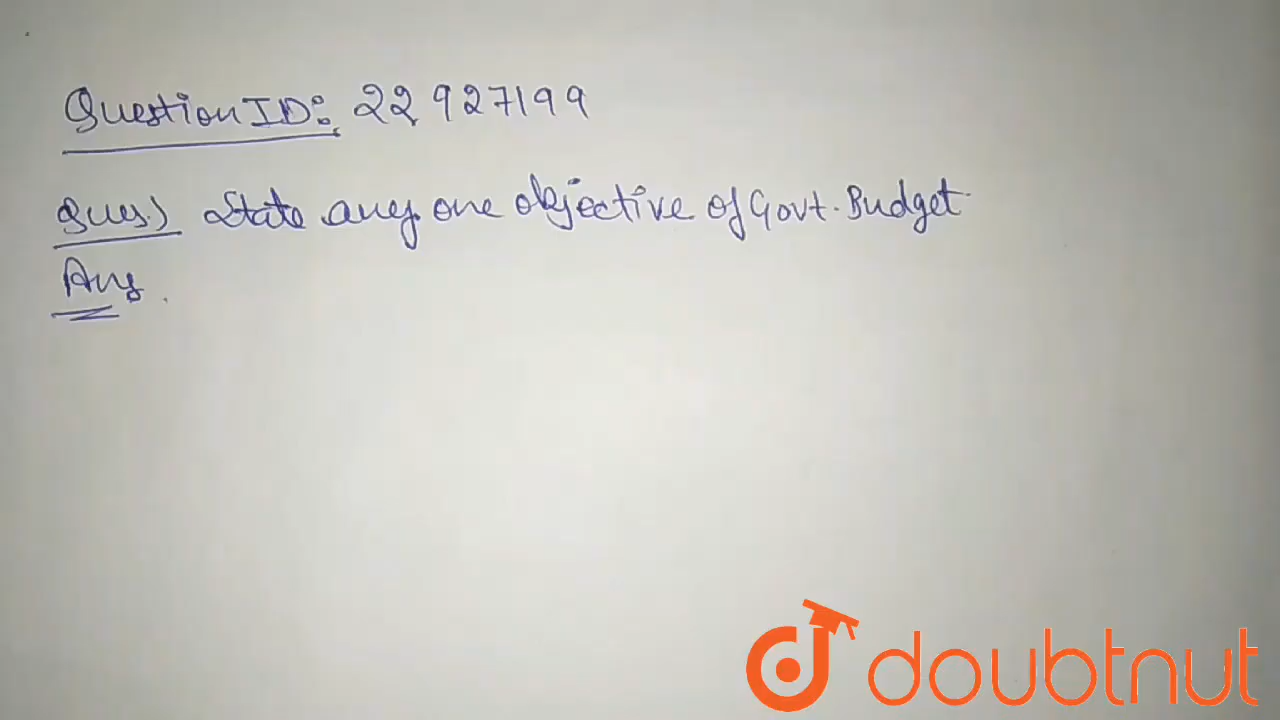 Question ID: 22927199
Ques) State any one objective of Govt. Budget.
Ans
doubtnut